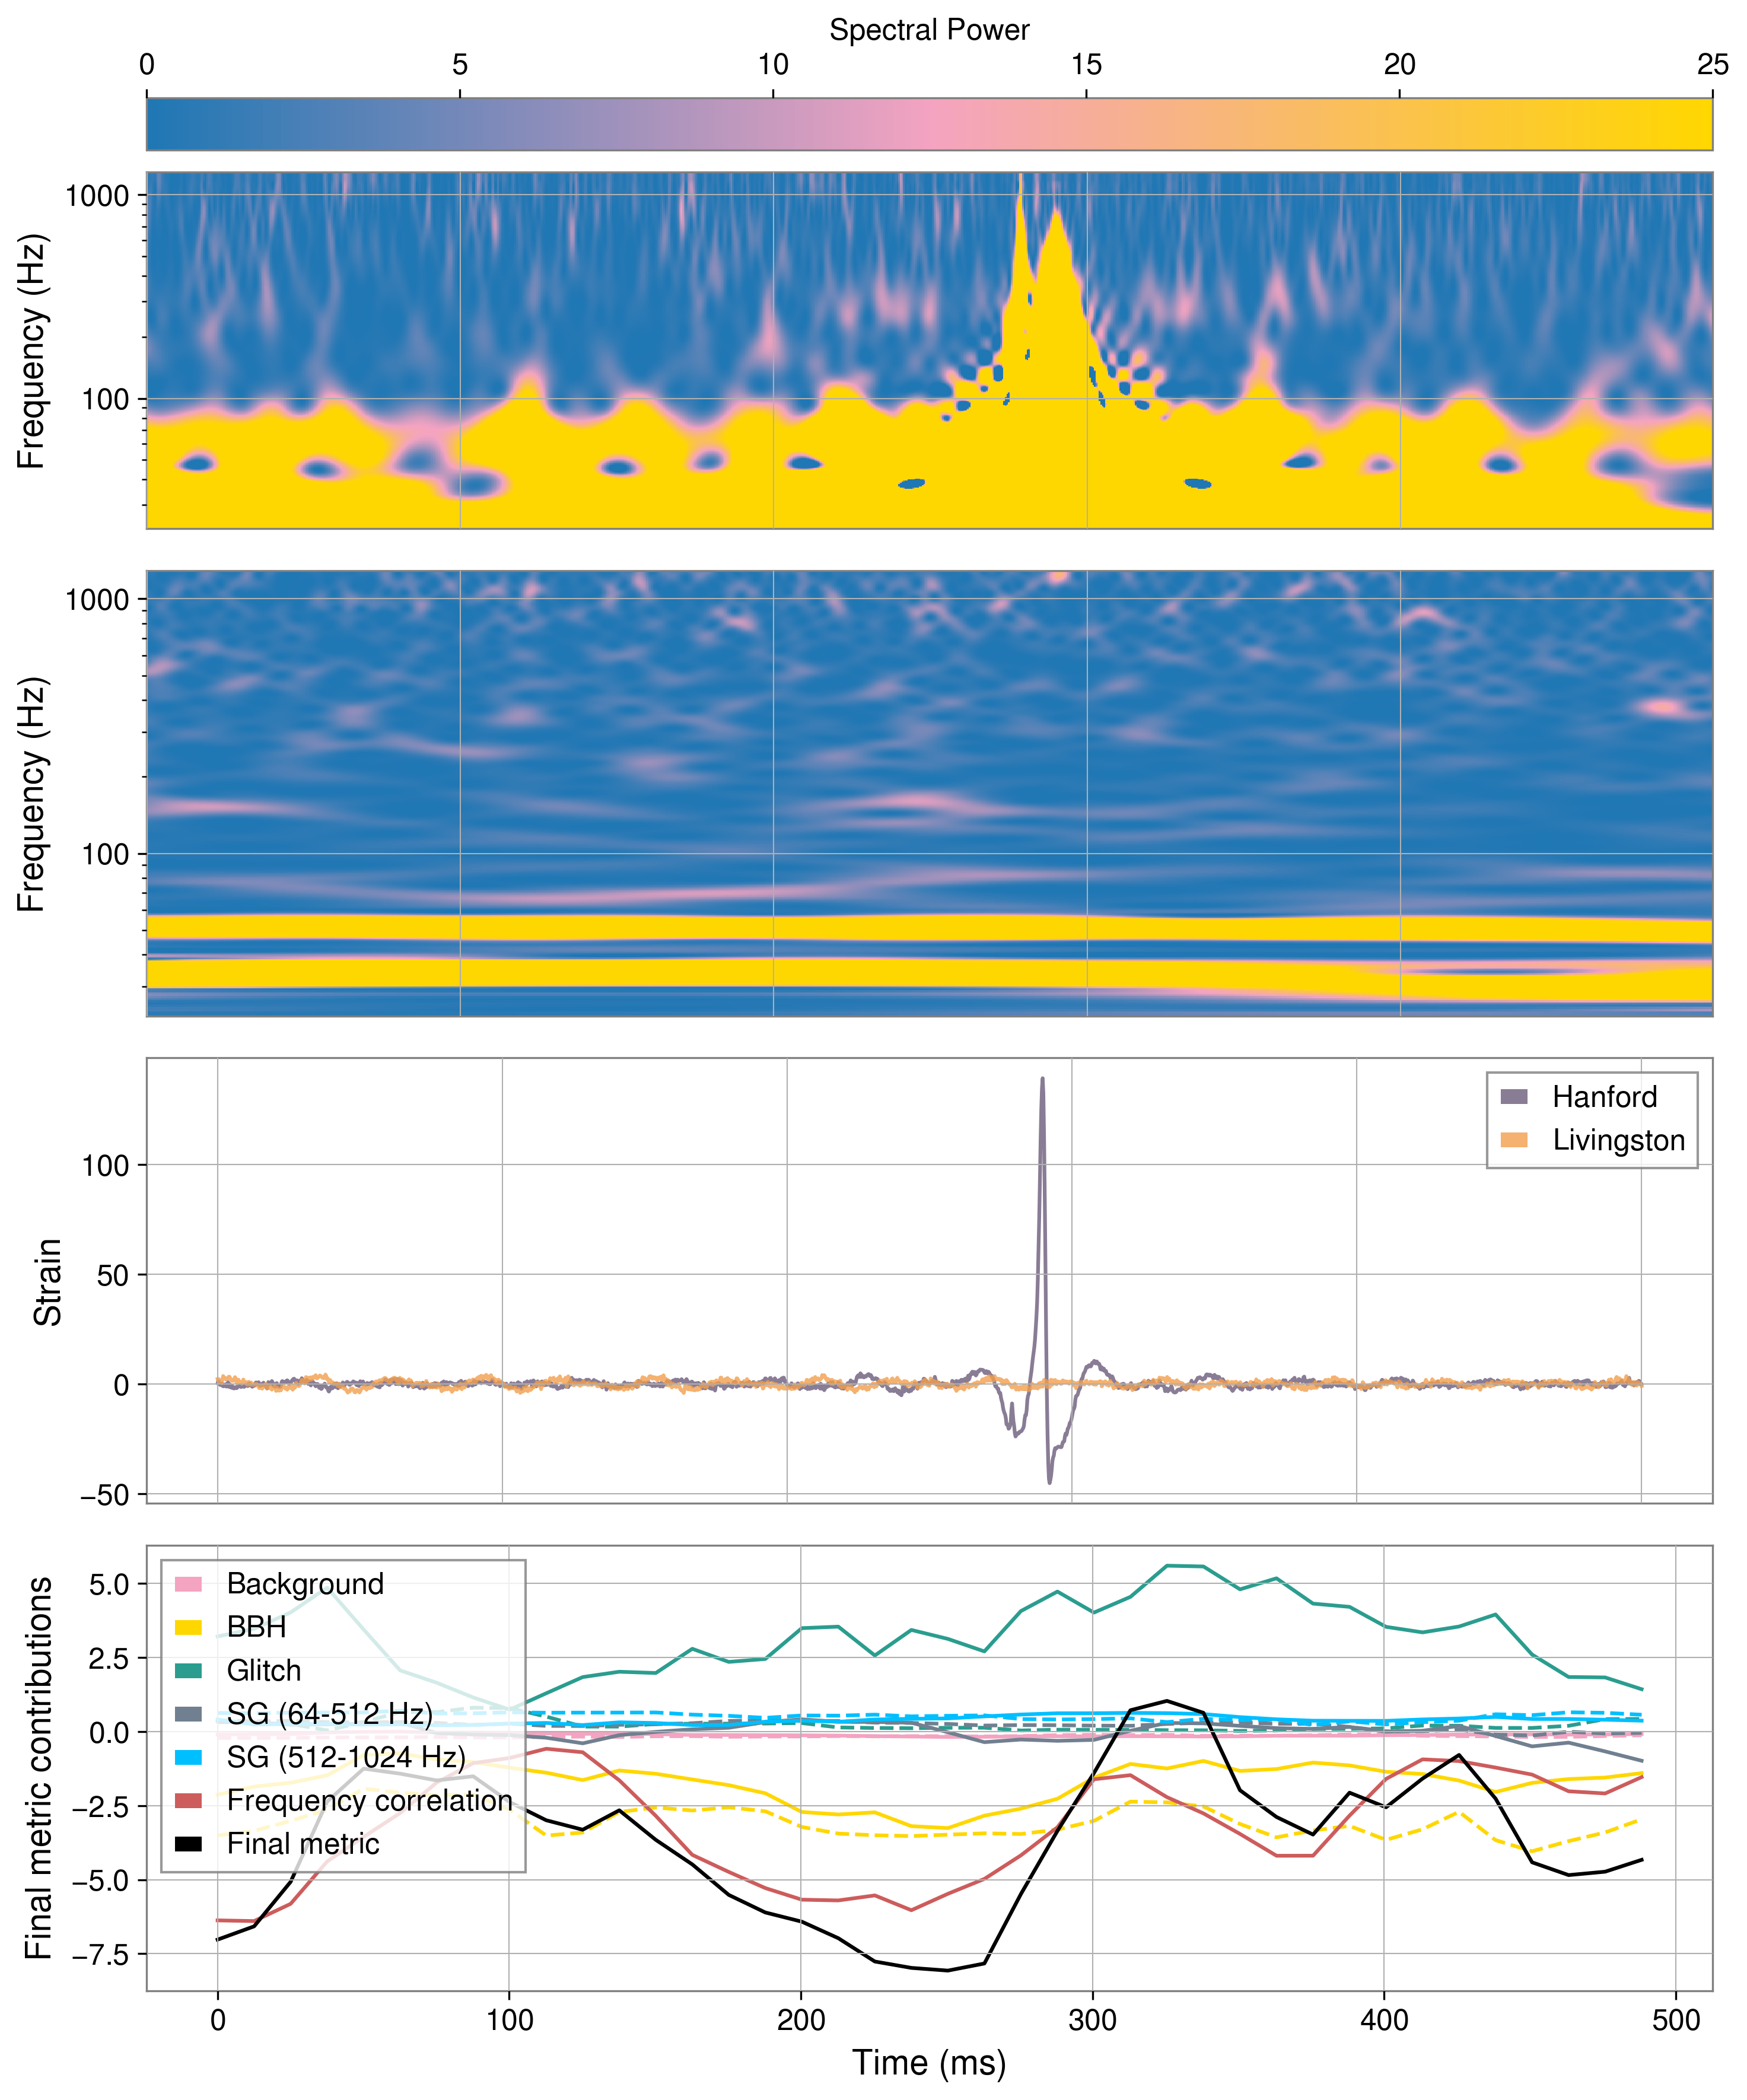 Spectral Power
0 5 10 15 20 25
Frequency (Hz)
1000
100
Frequency (Hz)
1000
100
Strain
100
50
0
−50
Hanford
Livingston
Final metric contributions
5.0
2.5
0.0
−2.5
−5.0
−7.5
Background
BBH
Glitch
SG (64-512 Hz)
SG (512-1024 Hz)
Frequency correlation
Final metric
0 100 200 300 400 500
Time (ms)